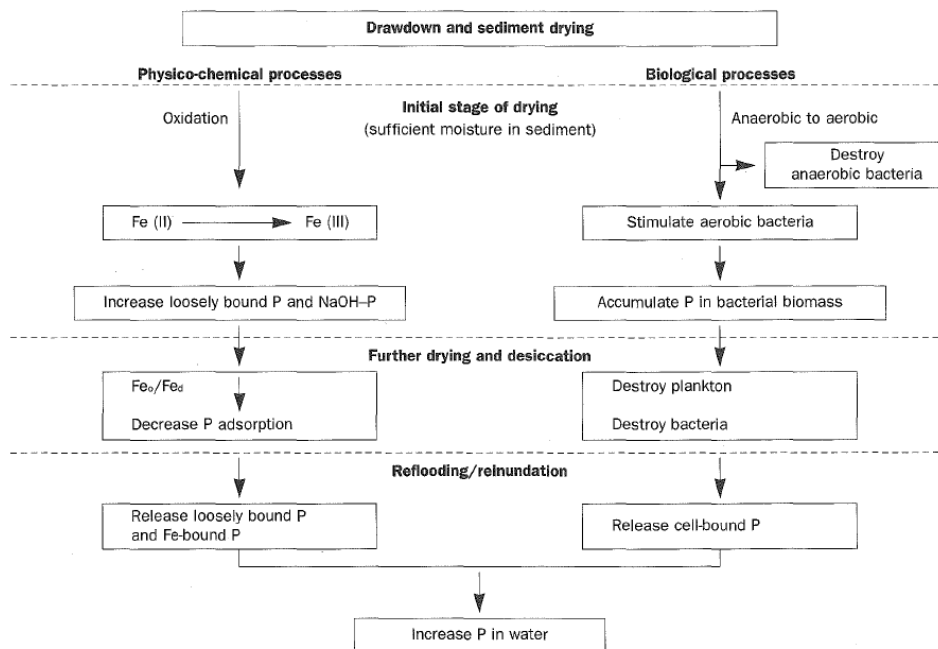 Drawdown and sediment drying
Physico-chemical processes
Biological processes
Initial stage of drying
(sufficient moisture in sediment)
Oxidation
Anaerobic to aerobic
Destroy
anaerobic bacteria
Fe (II)
Fe (III)
Stimulate aerobic bacteria
Increase loosely bound P and NaOH–P
Accumulate P in bacterial biomass
Further drying and desiccation
Feₒ/Fed
Decrease P adsorption
Destroy plankton
Destroy bacteria
Reflooding/reinundation
Release loosely bound P
and Fe-bound P
Release cell-bound P
Increase P in water